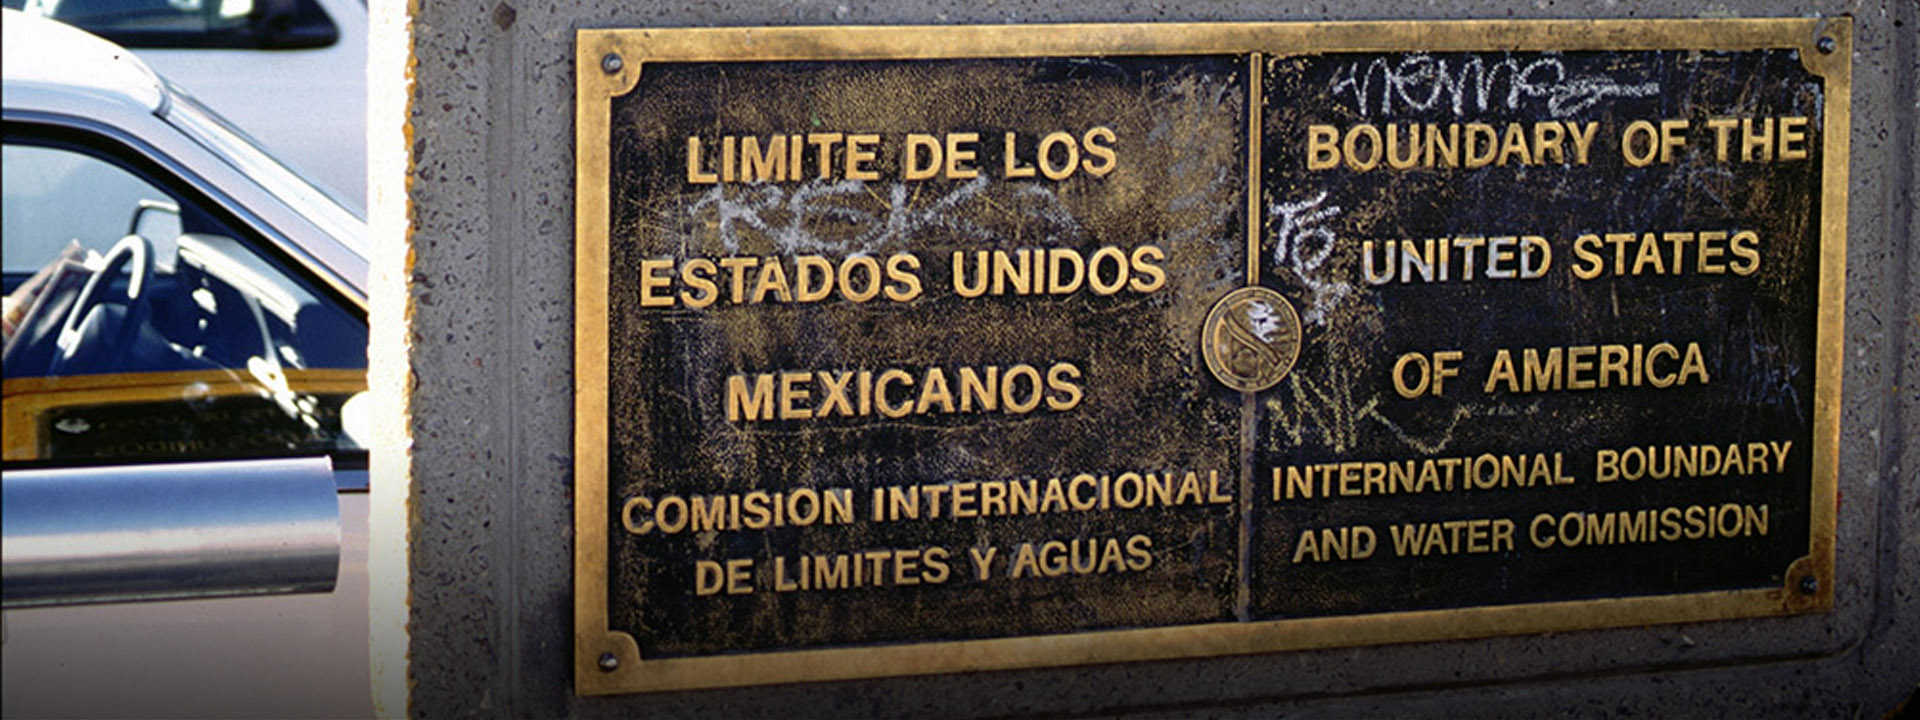 LIMITE DE LOS
ESTADOS UNIDOS
MEXICANOS
COMISION INTERNACIONAL
DE LIMITES Y AGUAS
BOUNDARY OF THE
UNITED STATES
OF AMERICA
INTERNATIONAL BOUNDARY
AND WATER COMMISSION